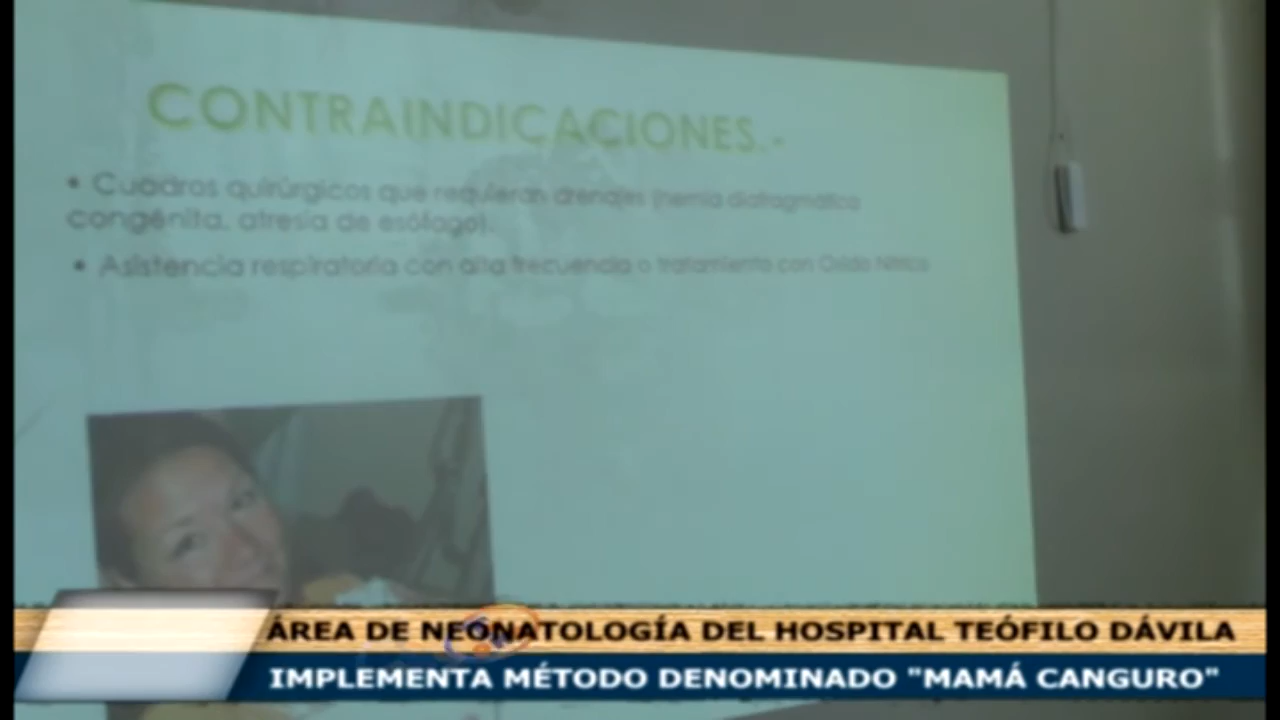 CONTRAINDICACIONES.-
• Cuadros quirúrgicos que requieran drenajes (hernia diafragmática
congénita, atresia de esófago).
• Asistencia respiratoria con alta frecuencia o tratamiento con Oxido Nitrico
ÁREA DE NEONATOLOGÍA DEL HOSPITAL TEÓFILO DÁVILA
IMPLEMENTA MÉTODO DENOMINADO "MAMÁ CANGURO"